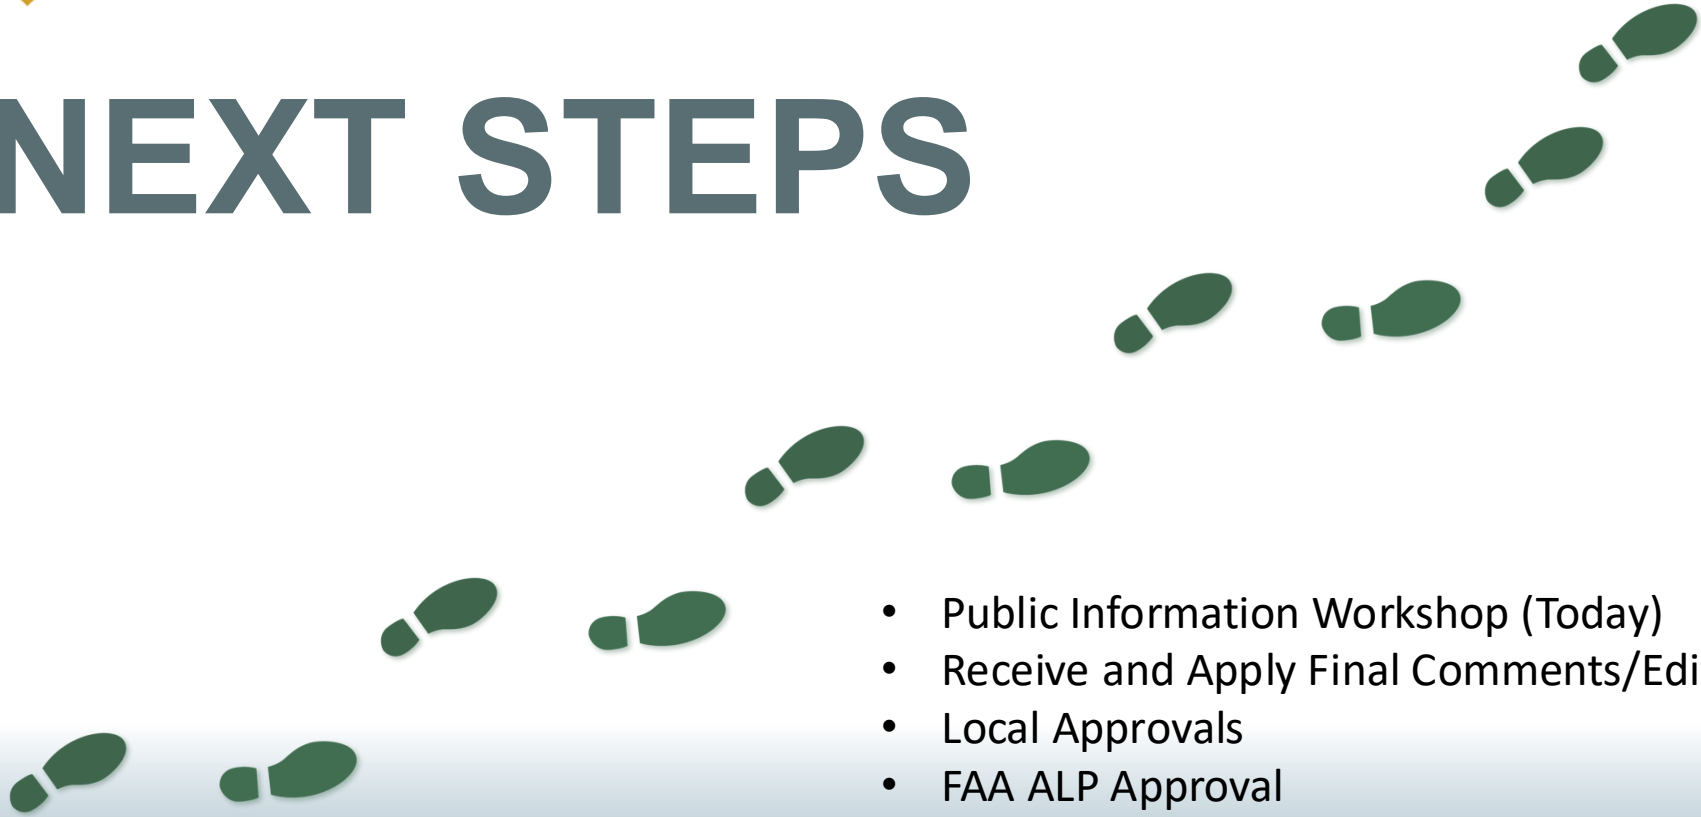 NEXT STEPS
• Public Information Workshop (Today)
• Receive and Apply Final Comments/Edi
• Local Approvals
• FAA ALP Approval